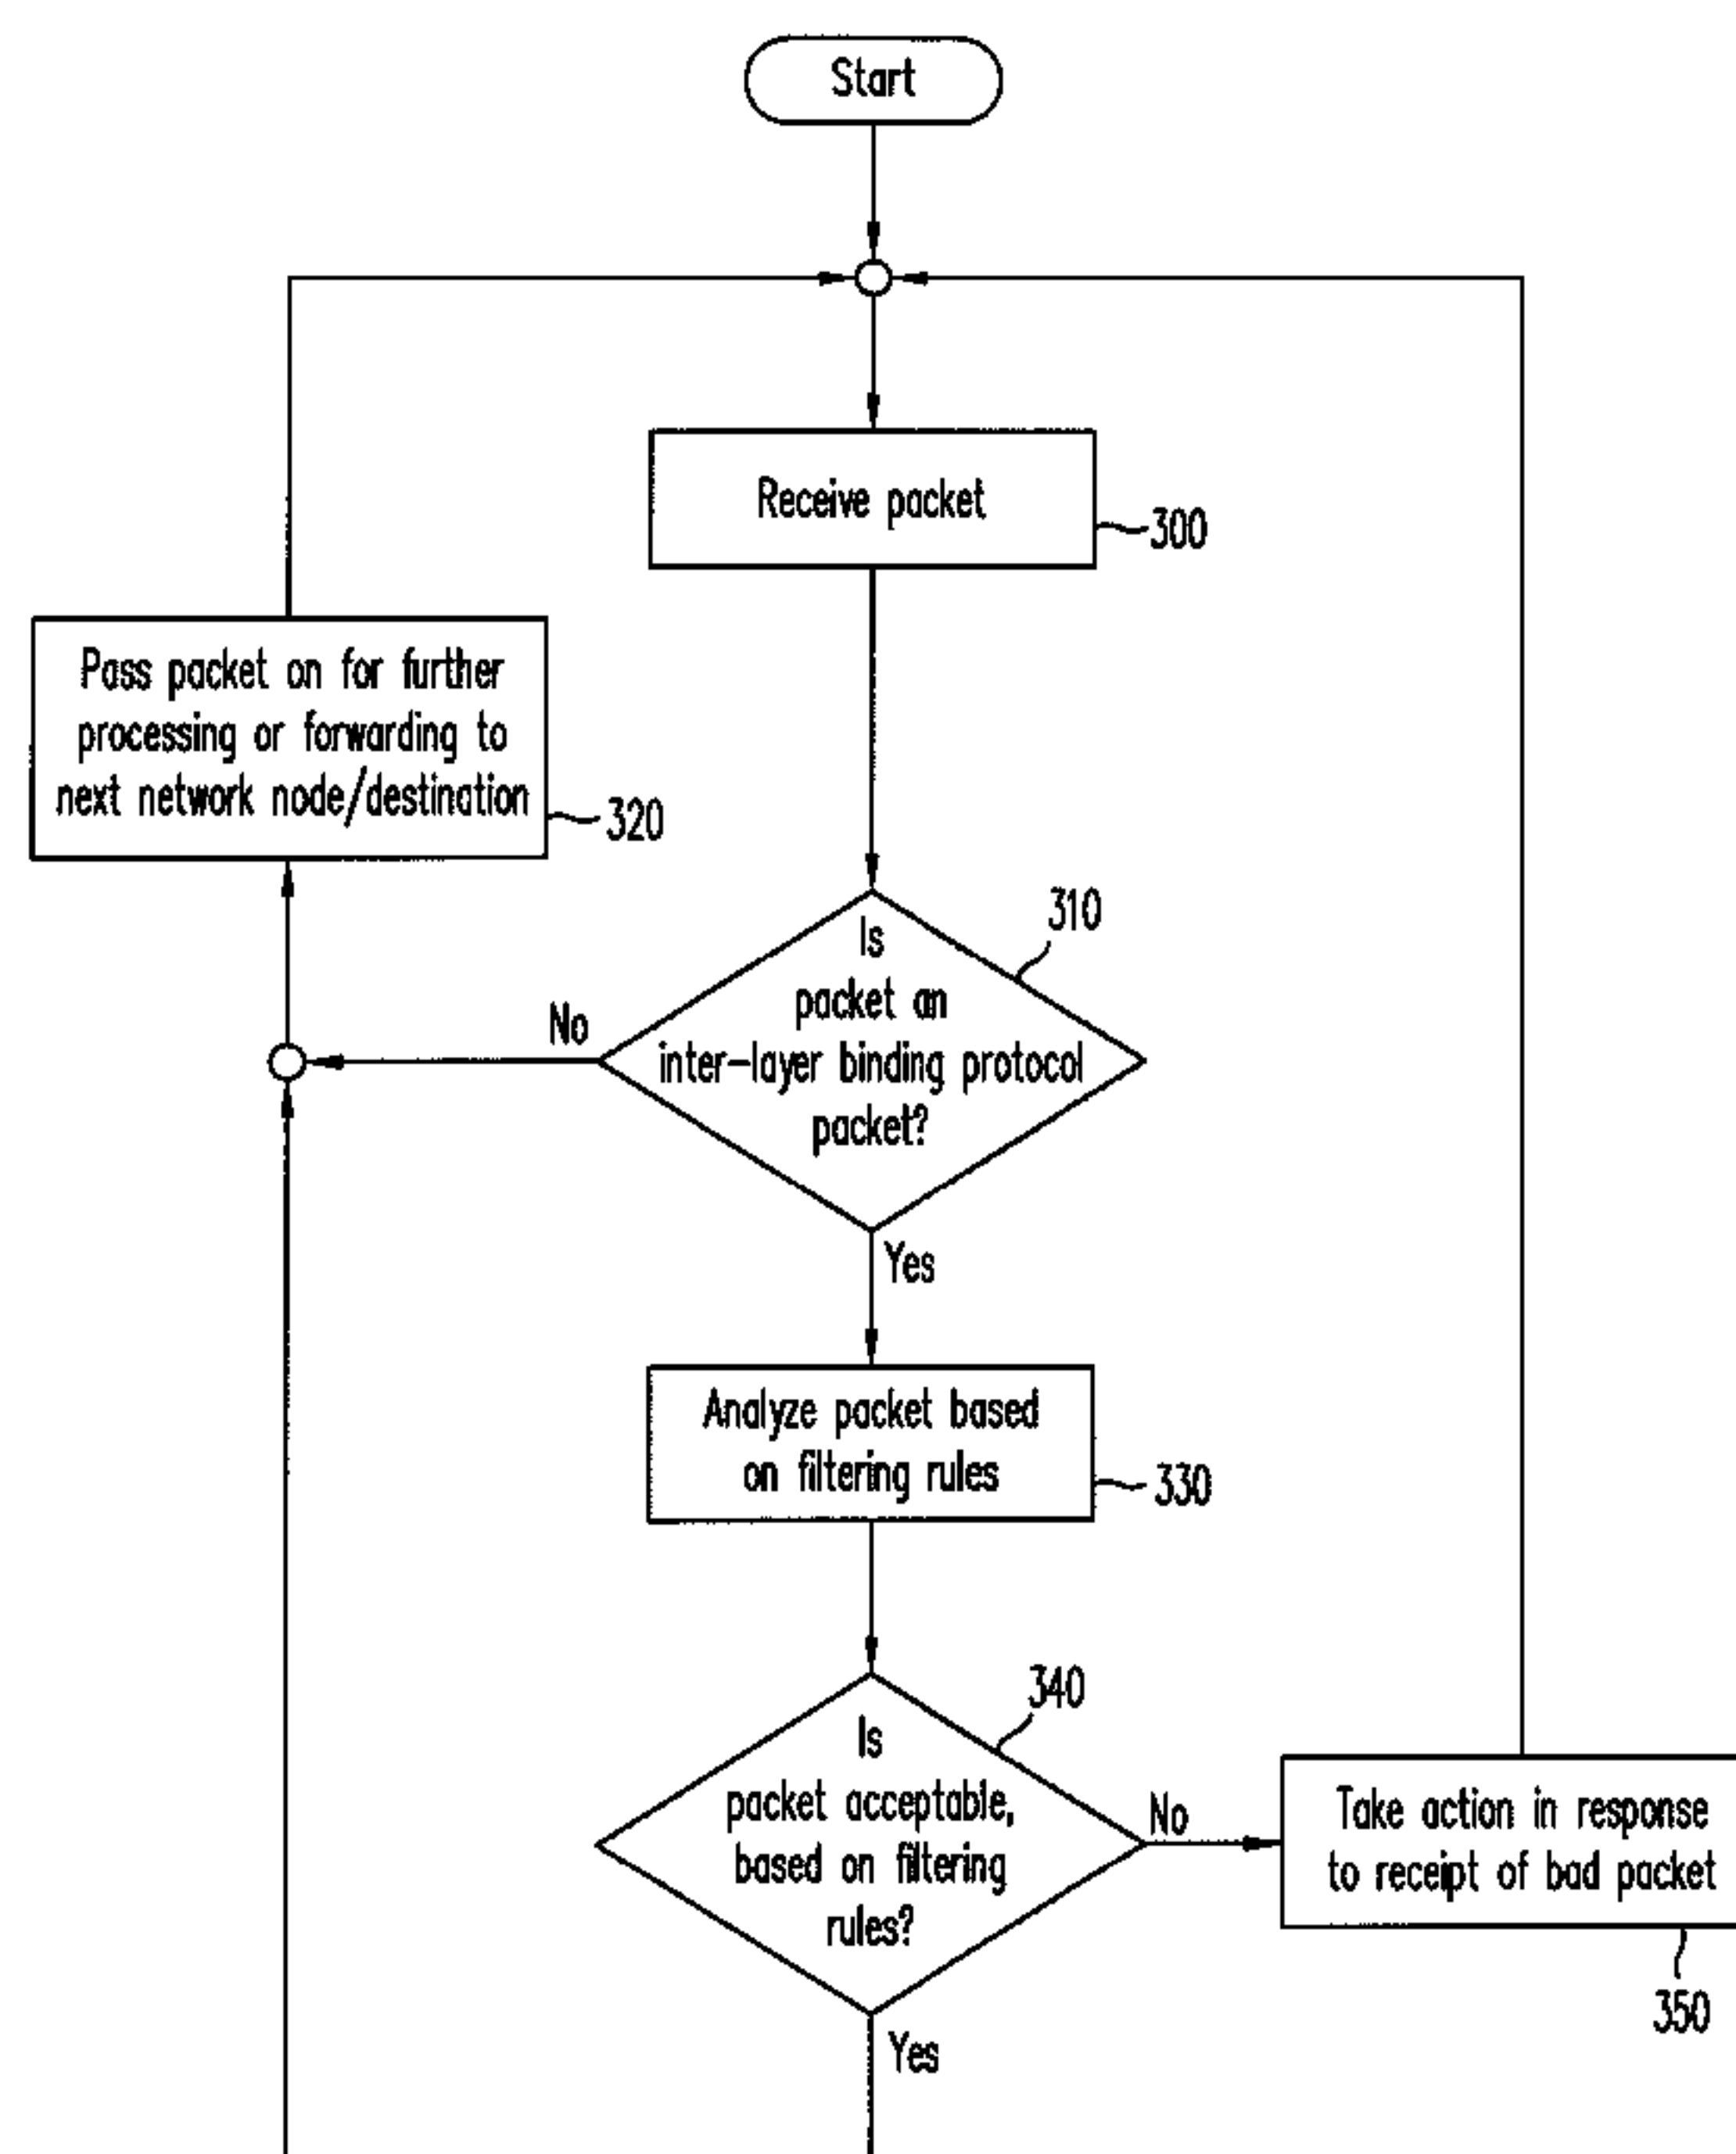 Start
Receive packet
300
Pass packet on for further
processing or forwarding to
next network node/destination
320
310
Is
packet an
inter-layer binding protocol
packet?
No
Yes
Analyze packet based
on filtering rules
330
340
Is
packet acceptable,
based on filtering
rules?
No
Take action in response
to receipt of bad packet
350
Yes